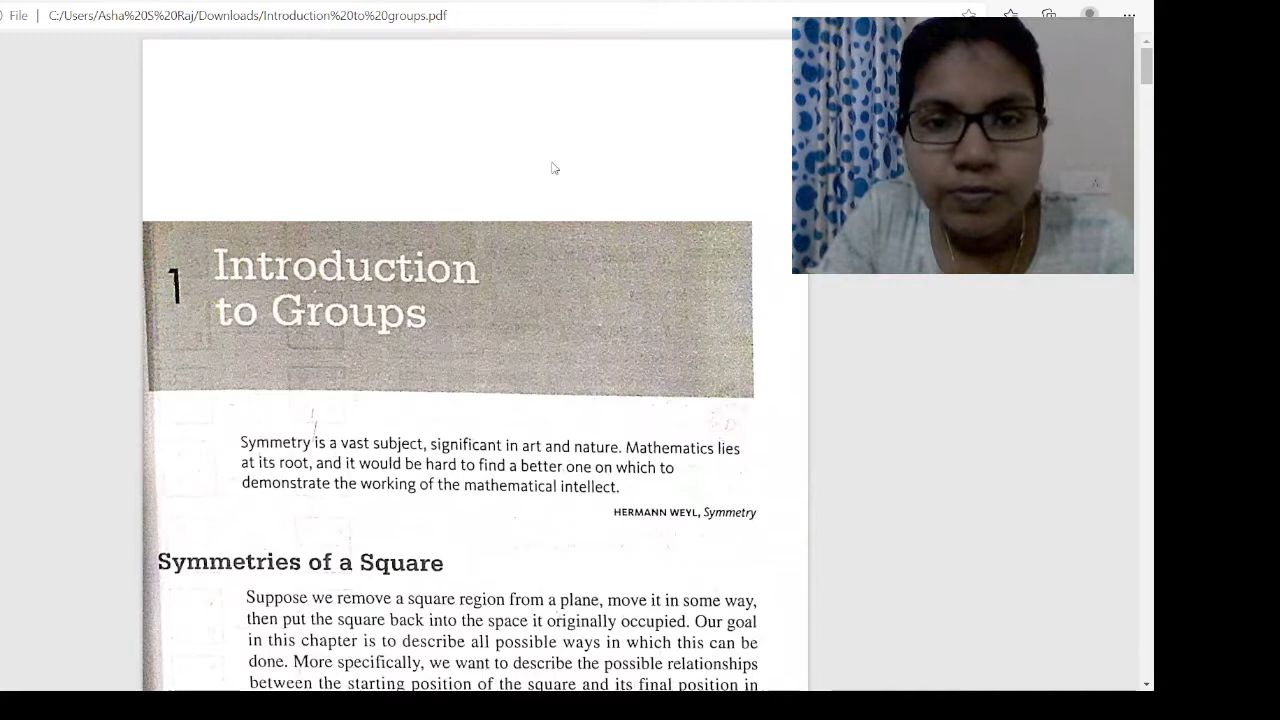 File | C:/Users/Asha%20S%20Raj/Downloads/Introduction%20to%20groups.pdf
1
Introduction
to Groups
Symmetry is a vast subject, significant in art and nature. Mathematics lies
at its root, and it would be hard to find a better one on which to
demonstrate the working of the mathematical intellect.
HERMANN WEYL, Symmetry
Symmetries of a Square
Suppose we remove a square region from a plane, move it in some way,
then put the square back into the space it originally occupied. Our goal
in this chapter is to describe all possible ways in which this can be
done. More specifically, we want to describe the possible relationships
between the starting position of the square and its final position in